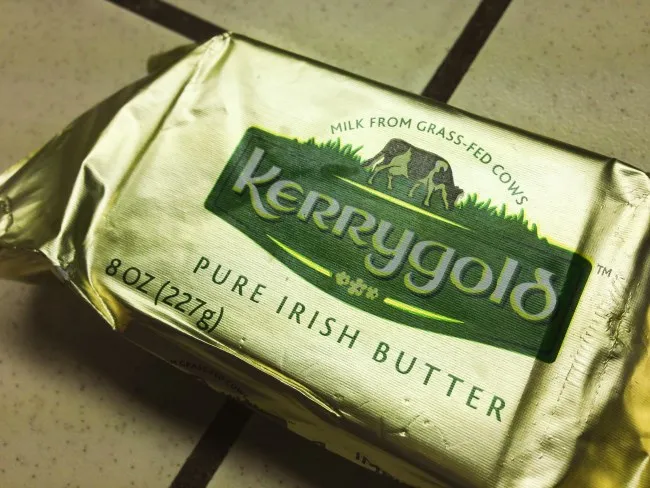 MILK FROM GRASS-FED COWS
Kerrygold
TM
PURE IRISH BUTTER
8 OZ (227g)